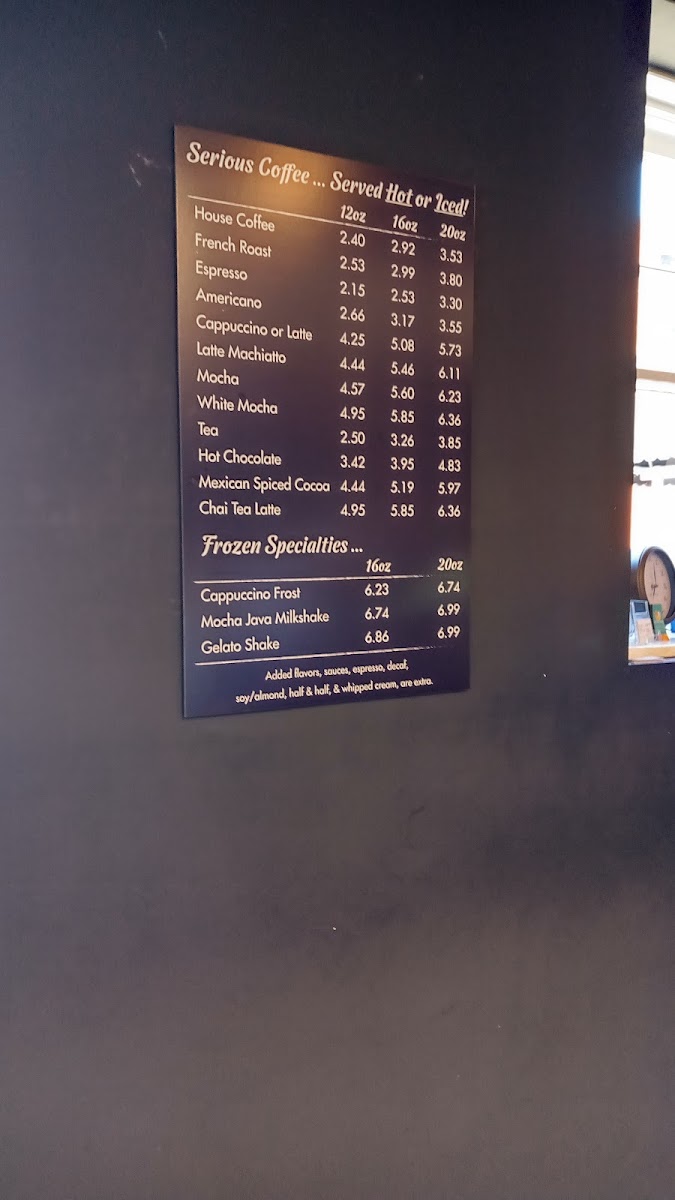 Serious Coffee ... Served Hot or Iced!
12oz 16oz 20oz
House Coffee 2.40 2.92 3.53
French Roast 2.53 2.99 3.80
Espresso 2.15 2.53 3.30
Americano 2.66 3.17 3.55
Cappuccino or Latte 4.25 5.08 5.73
Latte Machiatto 4.44 5.46 6.11
Mocha 4.57 5.60 6.23
White Mocha 4.95 5.85 6.36
Tea 2.50 3.26 3.85
Hot Chocolate 3.42 3.95 4.83
Mexican Spiced Cocoa 4.44 5.19 5.97
Chai Tea Latte 4.95 5.85 6.36
Frozen Specialties ...
16oz 20oz
Cappuccino Frost 6.23 6.74
Mocha Java Milkshake 6.74 6.99
Gelato Shake 6.86 6.99
Added flavors, sauces, espresso, decaf,
soy/almond, half & half, & whipped cream, are extra.